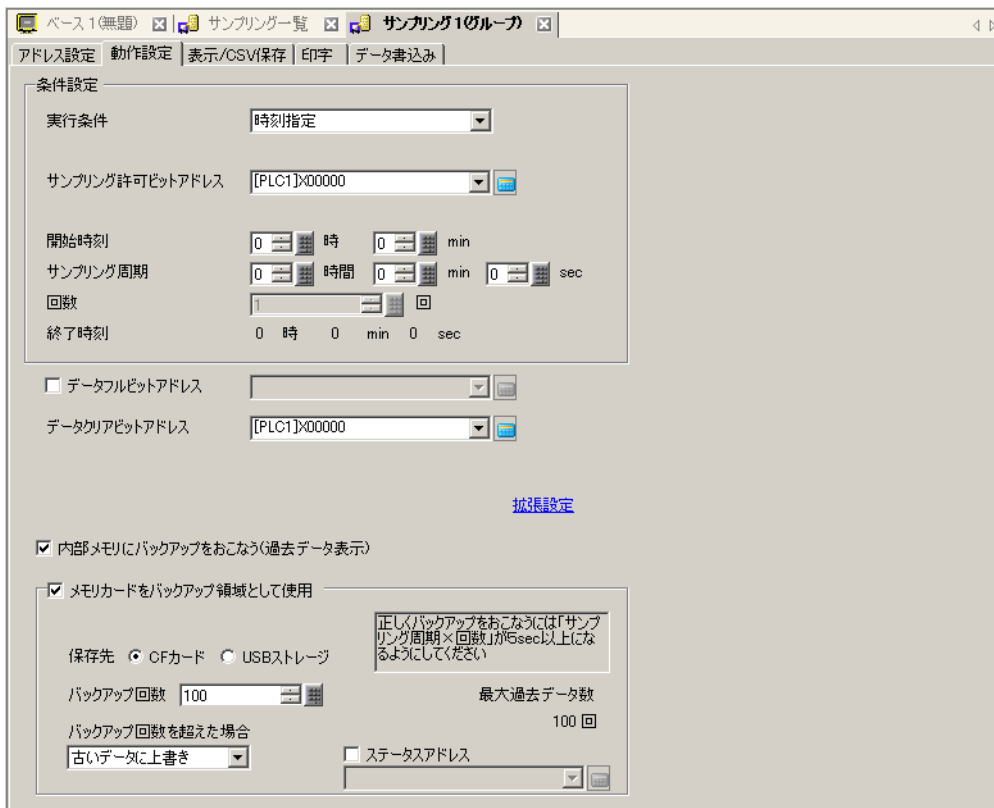 ベース 1(無題) サンプリング一覧 サンプリング 1(グループ)
アドレス設定 動作設定 表示/CSV保存 印字 データ書込み
条件設定
実行条件 時刻指定
サンプリング許可ビットアドレス [PLC1]X00000
開始時刻 0 時 0 min
サンプリング周期 0 時間 0 min 0 sec
回数 1 回
終了時刻 0 時 0 min 0 sec
データフルビットアドレス
データクリアビットアドレス [PLC1]X00000
拡張設定
内部メモリにバックアップをおこなう(過去データ表示)
メモリカードをバックアップ領域として使用
正しくバックアップをおこなうには「サンプ
リング周期×回数」が5sec以上にな
るようにしてください
保存先 CFカード USBストレージ
バックアップ回数 100 最大過去データ数
100 回
バックアップ回数を超えた場合
古いデータに上書き ステータスアドレス